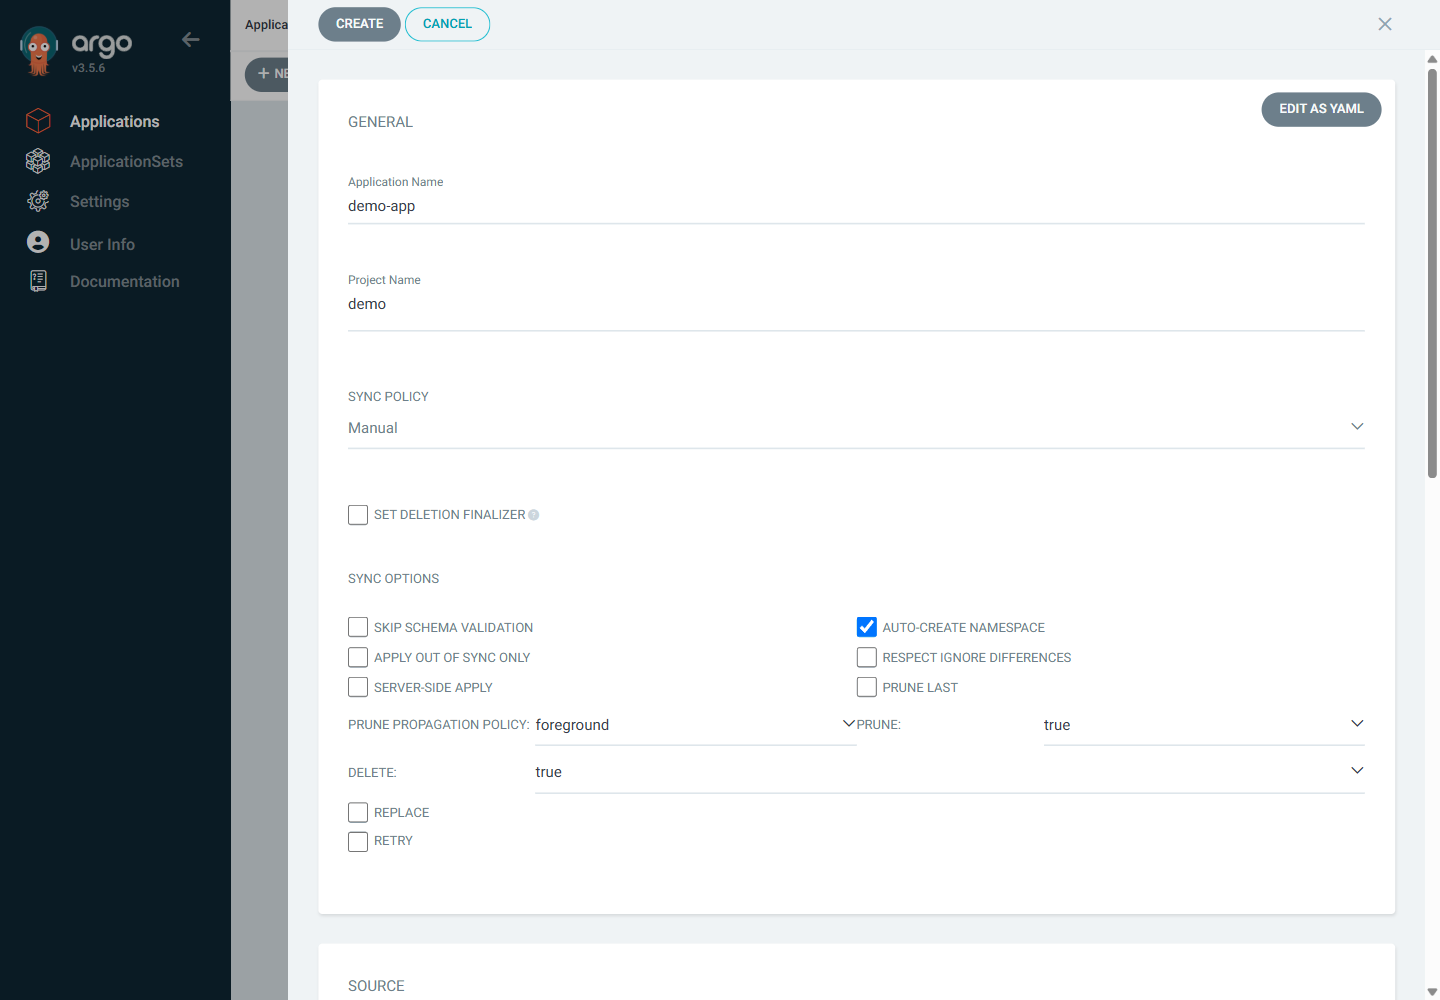 argo
v3.5.6
Applications
ApplicationSets
Settings
User Info
Documentation
Applica
+ NE
CREATE
CANCEL
GENERAL
EDIT AS YAML
Application Name
demo-app
Project Name
demo
SYNC POLICY
Manual
SET DELETION FINALIZER
SYNC OPTIONS
SKIP SCHEMA VALIDATION
AUTO-CREATE NAMESPACE
APPLY OUT OF SYNC ONLY
RESPECT IGNORE DIFFERENCES
SERVER-SIDE APPLY
PRUNE LAST
PRUNE PROPAGATION POLICY: foreground
PRUNE: true
DELETE: true
REPLACE
RETRY
SOURCE